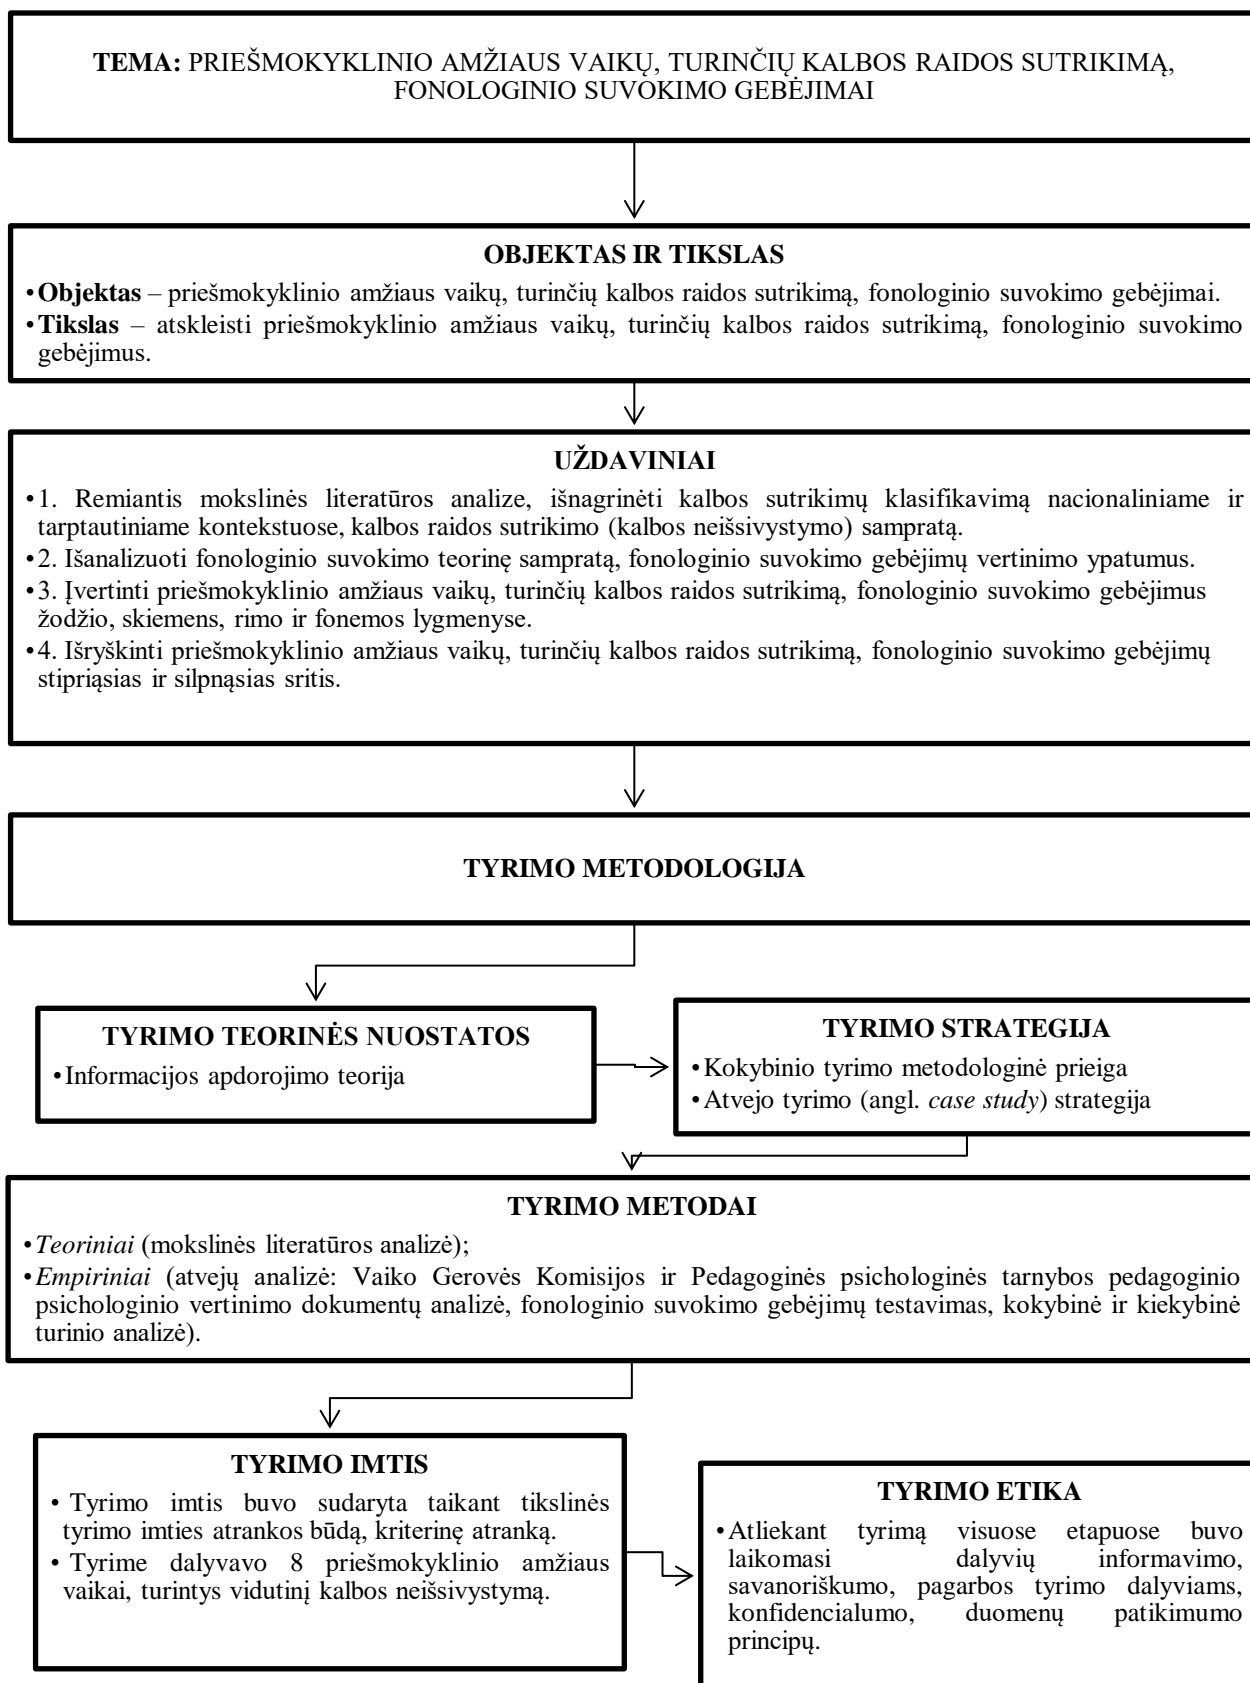 TEMA: PRIEŠMOKYKLINIO AMŽIAUS VAIKŲ, TURINČIŲ KALBOS RAIDOS SUTRIKIMĄ,
FONOLOGINIO SUVOKIMO GEBĖJIMAI
OBJEKTAS IR TIKSLAS
•Objektas – priešmokyklinio amžiaus vaikų, turinčių kalbos raidos sutrikimą, fonologinio suvokimo gebėjimai.
•Tikslas – atskleisti priešmokyklinio amžiaus vaikų, turinčių kalbos raidos sutrikimą, fonologinio suvokimo
gebėjimus.
UŽDAVINIAI
•1. Remiantis mokslinės literatūros analize, išnagrinėti kalbos sutrikimų klasifikavimą nacionaliniame ir
tarptautiniame kontekstuose, kalbos raidos sutrikimo (kalbos neišsivystymo) sampratą.
•2. Išanalizuoti fonologinio suvokimo teorinę sampratą, fonologinio suvokimo gebėjimų vertinimo ypatumus.
•3. Įvertinti priešmokyklinio amžiaus vaikų, turinčių kalbos raidos sutrikimą, fonologinio suvokimo gebėjimus
žodžio, skiemens, rimo ir fonemos lygmenyse.
•4. Išryškinti priešmokyklinio amžiaus vaikų, turinčių kalbos raidos sutrikimą, fonologinio suvokimo gebėjimų
stipriąsias ir silpnąsias sritis.
TYRIMO METODOLOGIJA
TYRIMO TEORINĖS NUOSTATOS
•Informacijos apdorojimo teorija
TYRIMO STRATEGIJA
•Kokybinio tyrimo metodologinė prieiga
•Atvejo tyrimo (angl. case study) strategija
TYRIMO METODAI
•Teoriniai (mokslinės literatūros analizė);
•Empiriniai (atvejų analizė: Vaiko Gerovės Komisijos ir Pedagoginės psichologinės tarnybos pedagoginio
psichologinio vertinimo dokumentų analizė, fonologinio suvokimo gebėjimų testavimas, kokybinė ir kiekybinė
turinio analizė).
TYRIMO IMTIS
• Tyrimo imtis buvo sudaryta taikant tikslinės
tyrimo imties atrankos būdą, kriterinę atranką.
• Tyrime dalyvavo 8 priešmokyklinio amžiaus
vaikai, turintys vidutinį kalbos neišsivystymą.
TYRIMO ETIKA
•Atliekant tyrimą visuose etapuose buvo
laikomasi dalyvių informavimo,
savanoriškumo, pagarbos tyrimo dalyviams,
konfidencialumo, duomenų patikimumo
principų.